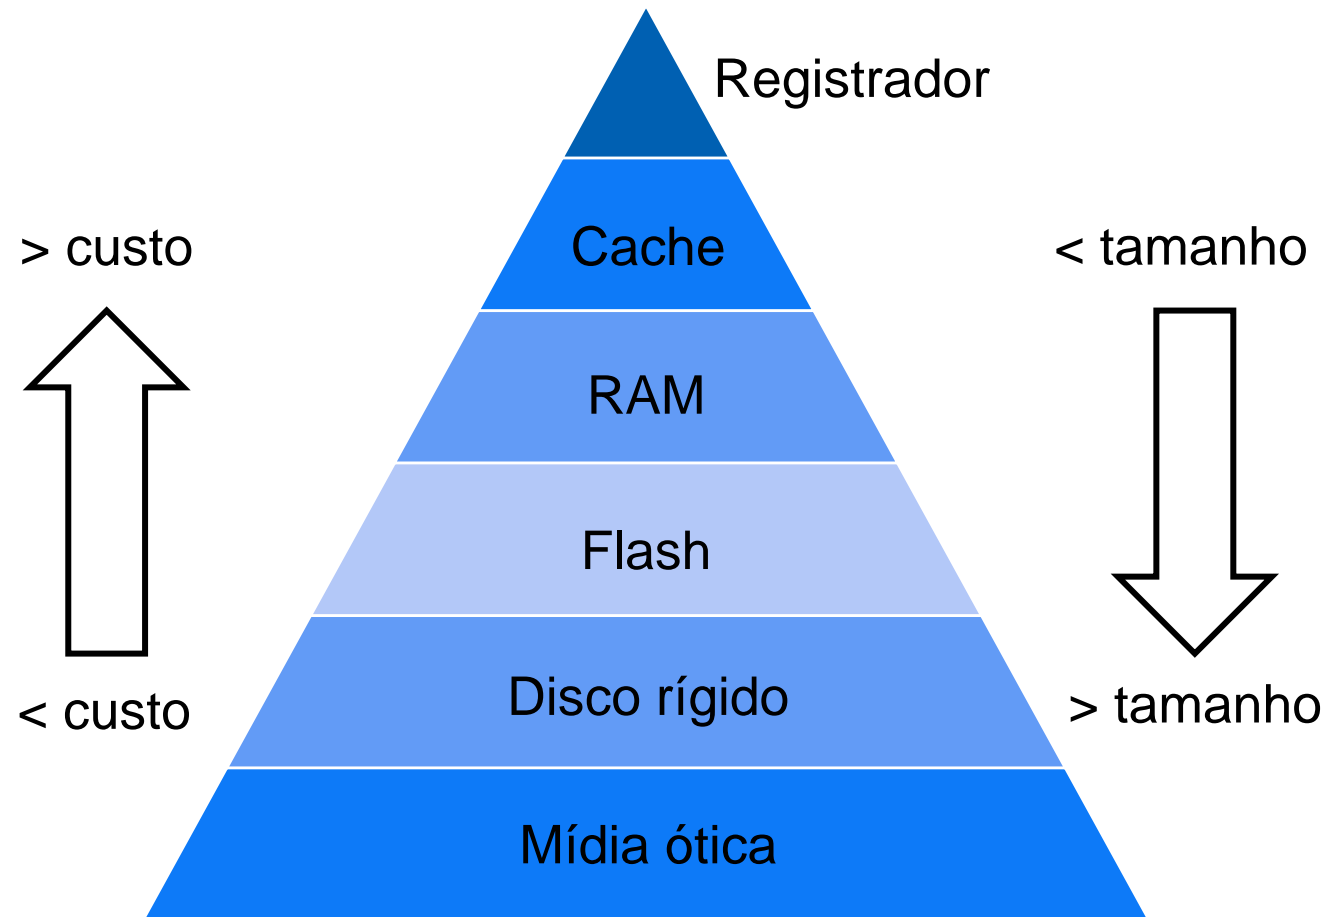 Registrador
> custo
Cache
< tamanho
RAM
Flash
Disco rígido
< custo
> tamanho
Mídia ótica